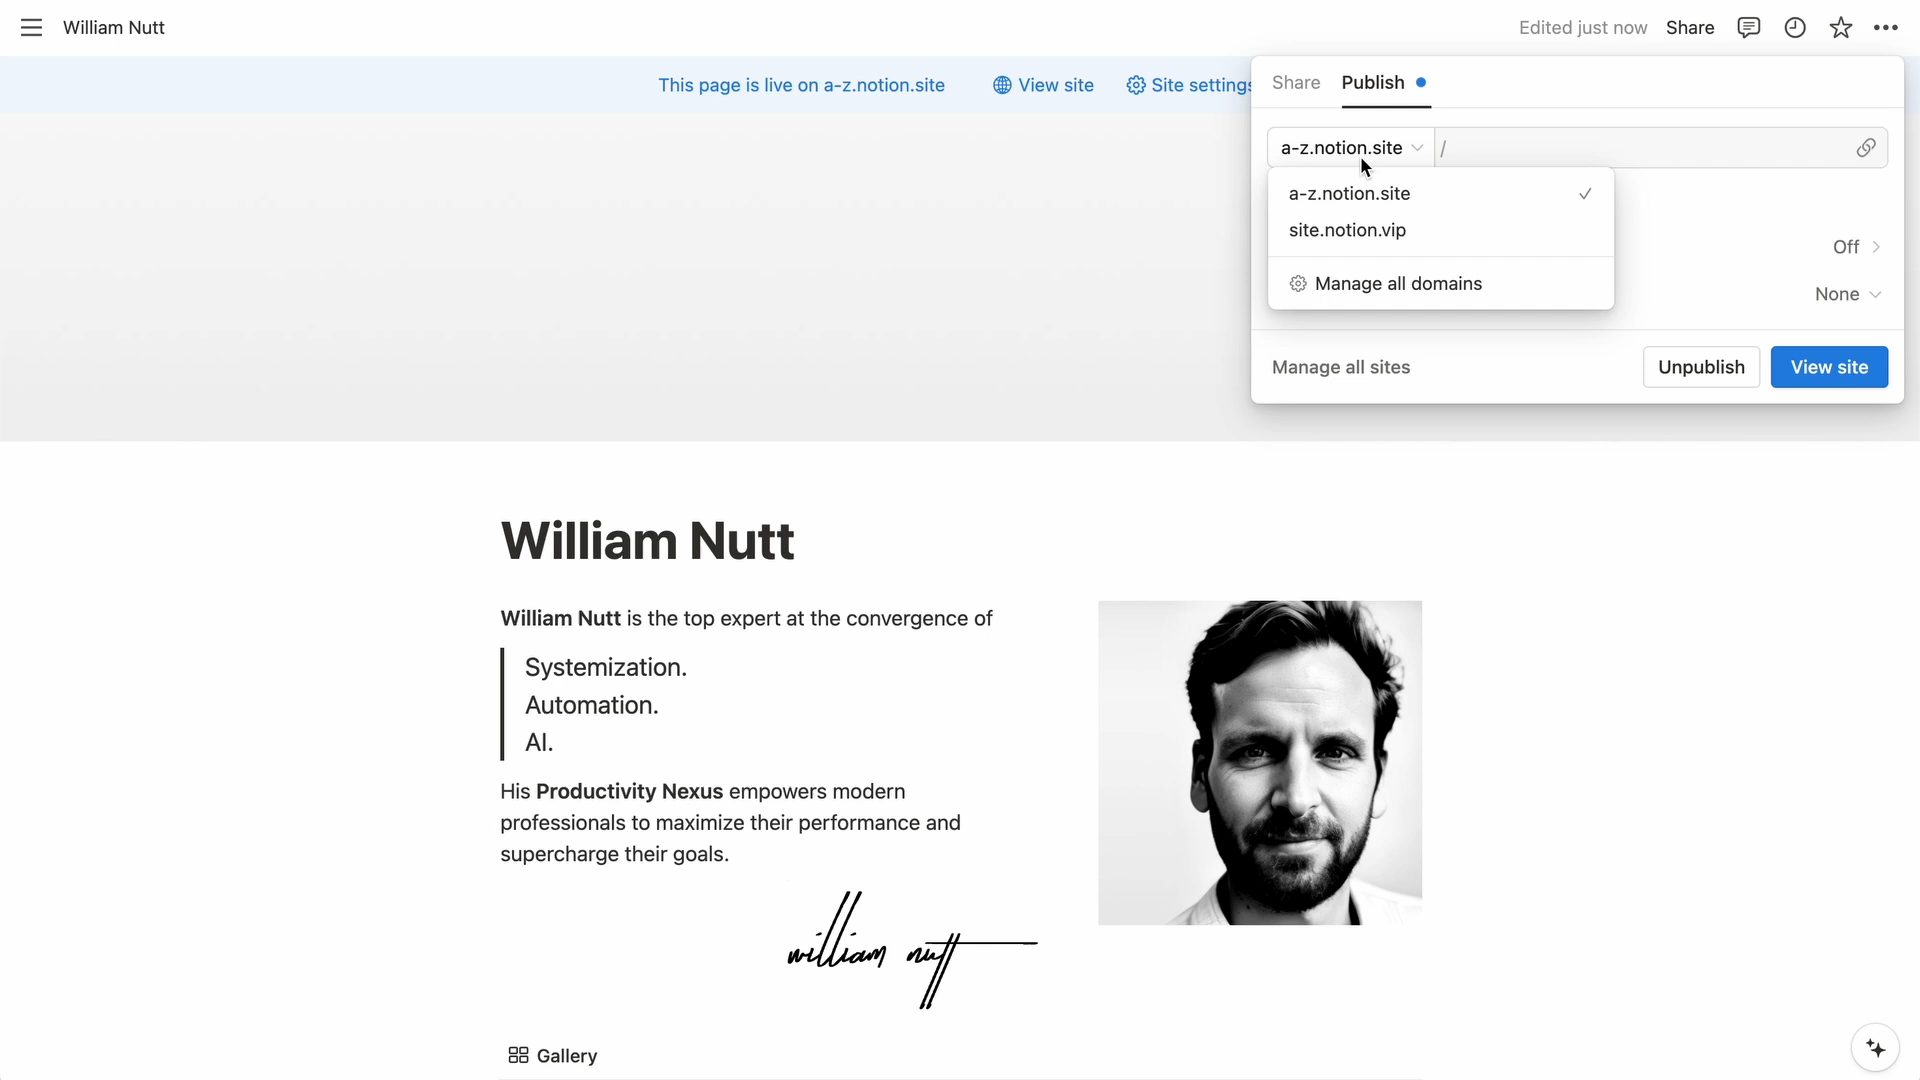 William Nutt
Edited just now
Share
This page is live on a-z.notion.site
View site
Site settings
Share
Publish
a-z.notion.site
/
a-z.notion.site
site.notion.vip
Manage all domains
Off
None
Manage all sites
Unpublish
View site
William Nutt
William Nutt is the top expert at the convergence of
Systemization.
Automation.
AI.
His Productivity Nexus empowers modern
professionals to maximize their performance and
supercharge their goals.
william nutt
Gallery